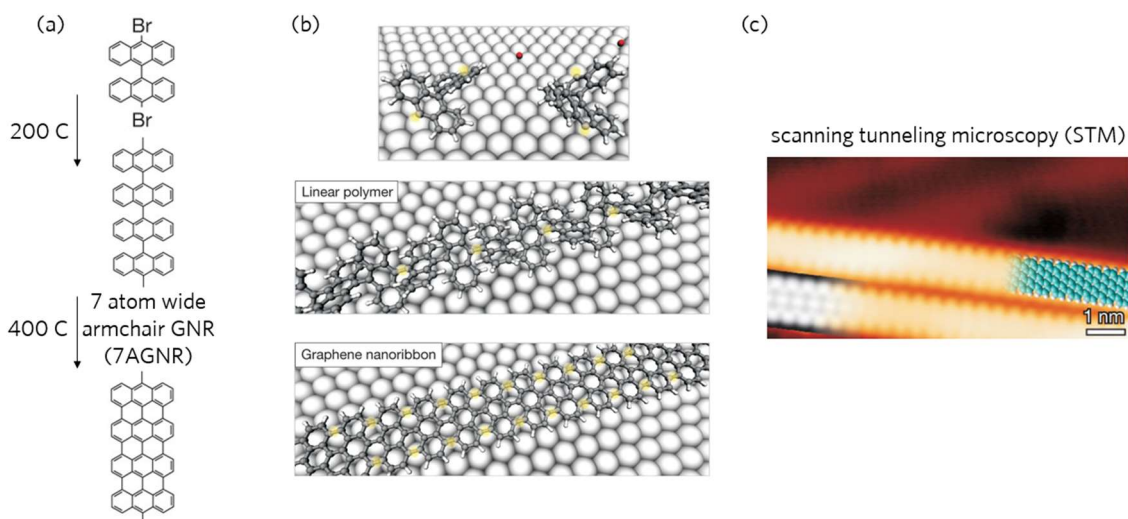 (a)
Br
200 C
Br
400 C
7 atom wide
armchair GNR
(7AGNR)
(b)
Linear polymer
Graphene nanoribbon
(c)
scanning tunneling microscopy (STM)
1 nm